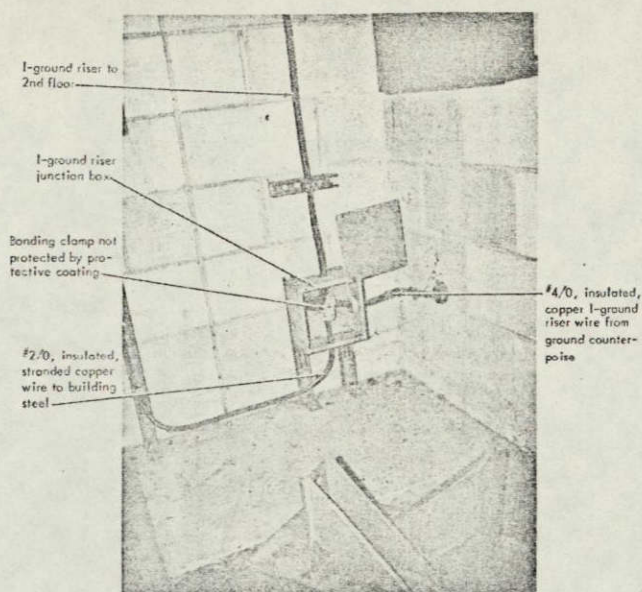 I-ground riser to
2nd floor
I-ground riser
junction box
Bonding clamp not
protected by pro-
tective coating
#2/0, insulated,
stranded copper
wire to building
steel
#4/0, insulated,
copper I-ground
riser wire from
ground counter-
poise